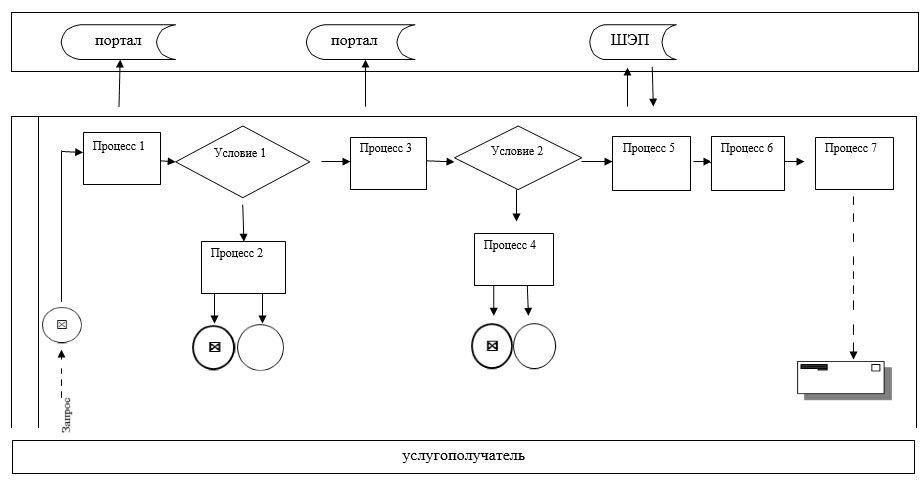 портал
портал
ШЭП
Процесс 1
Условие 1
Процесс 3
Условие 2
Процесс 5
Процесс 6
Процесс 7
Процесс 2
Процесс 4
Запрос
услугополучатель